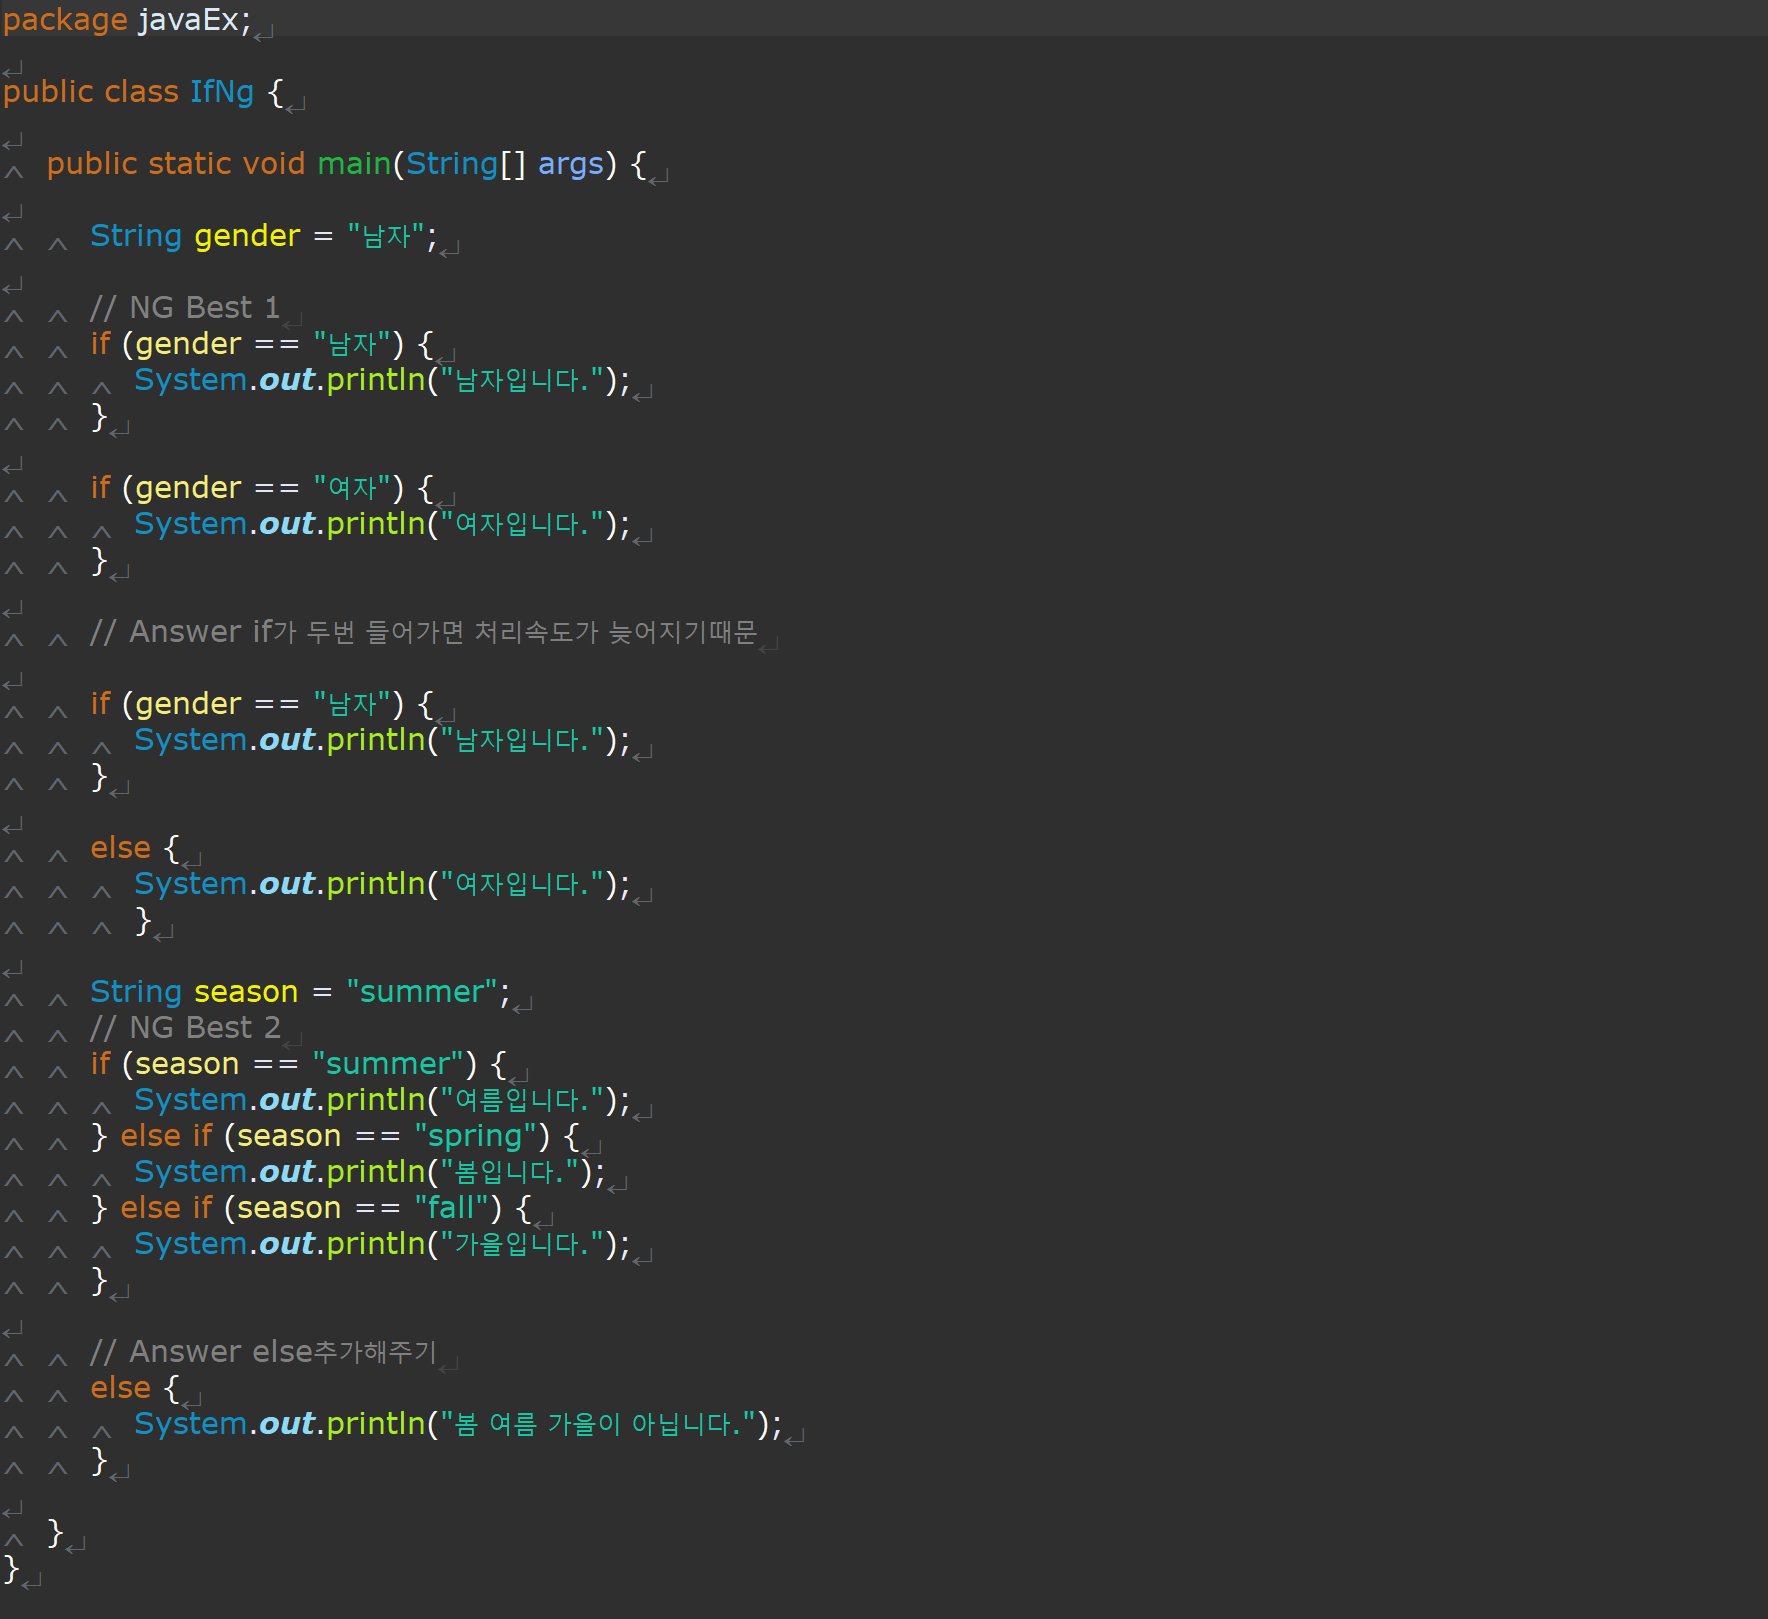 package javaEx;
public class IfNg {
public static void main(String[] args) {
String gender = "남자";
// NG Best 1
if (gender == "남자") {
System.out.println("남자입니다.");
}
if (gender == "여자") {
System.out.println("여자입니다.");
}
// Answer if가 두번 들어가면 처리속도가 늦어지기때문
if (gender == "남자") {
System.out.println("남자입니다.");
}
else {
System.out.println("여자입니다.");
}
String season = "summer";
// NG Best 2
if (season == "summer") {
System.out.println("여름입니다.");
} else if (season == "spring") {
System.out.println("봄입니다.");
} else if (season == "fall") {
System.out.println("가을입니다.");
}
// Answer else추가해주기
else {
System.out.println("봄 여름 가을이 아닙니다.");
}
}
}